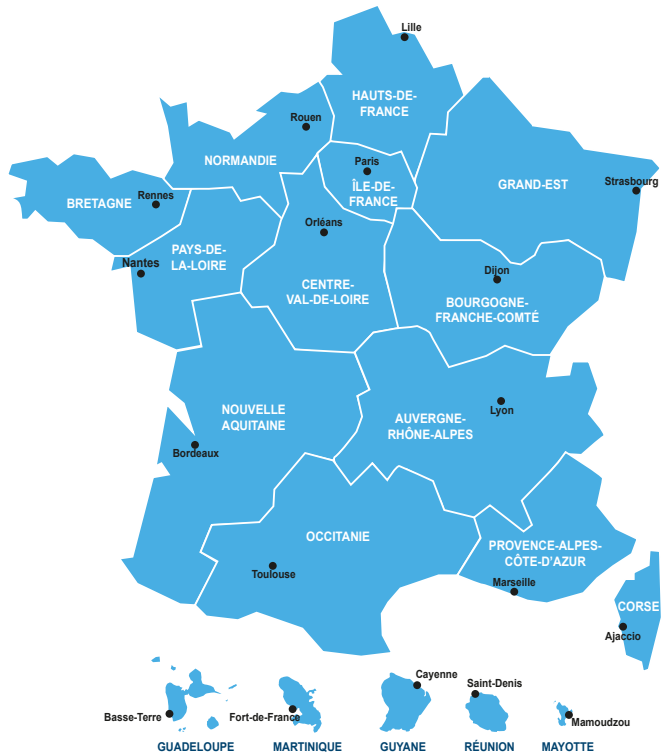 Lille
HAUTS-DE-
FRANCE
Rouen
NORMANDIE
Paris
ÎLE-DE-
FRANCE
GRAND-EST
Strasbourg
BRETAGNE
Rennes
PAYS-DE-
LA-LOIRE
Nantes
Orléans
CENTRE-
VAL-DE-LOIRE
Dijon
BOURGOGNE-
FRANCHE-COMTÉ
NOUVELLE
AQUITAINE
Bordeaux
AUVERGNE-
RHÔNE-ALPES
Lyon
OCCITANIE
Toulouse
PROVENCE-ALPES-
CÔTE-D'AZUR
Marseille
CORSE
Ajaccio
Basse-Terre
GUADELOUPE
Fort-de-France
MARTINIQUE
Cayenne
GUYANE
Saint-Denis
RÉUNION
Mamoudzou
MAYOTTE